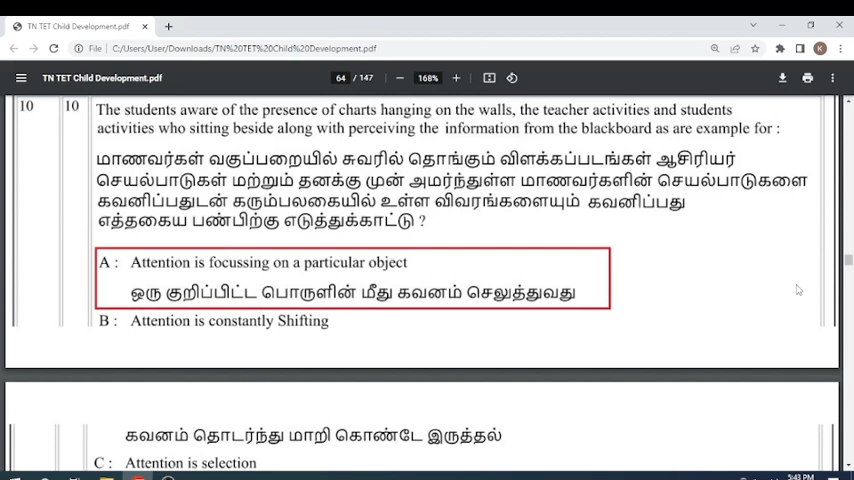 TN TET Child Development.pdf
File
C:/Users/User/Downloads/TN%20TET%20Child%20Development.pdf
K
TN TET Child Development.pdf
64 / 147
168%
10 10 The students aware of the presence of charts hanging on the walls, the teacher activities and students
activities who sitting beside along with perceiving the information from the blackboard as are example for :
மாணவர்கள் வகுப்பறையில் சுவரில் தொங்கும் விளக்கப்படங்கள் ஆசிரியர்
செயல்பாடுகள் மற்றும் தனக்கு முன் அமர்ந்துள்ள மாணவர்களின் செயல்பாடுகளை
கவனிப்பதுடன் கரும்பலகையில் உள்ள விவரங்களையும் கவனிப்பது
எத்தகைய பண்பிற்கு எடுத்துக்காட்டு ?
A : Attention is focussing on a particular object
ஒரு குறிப்பிட்ட பொருளின் மீது கவனம் செலுத்துவது
B : Attention is constantly Shifting
கவனம் தொடர்ந்து மாறி கொண்டே இருத்தல்
C : Attention is selection
5:43 PM